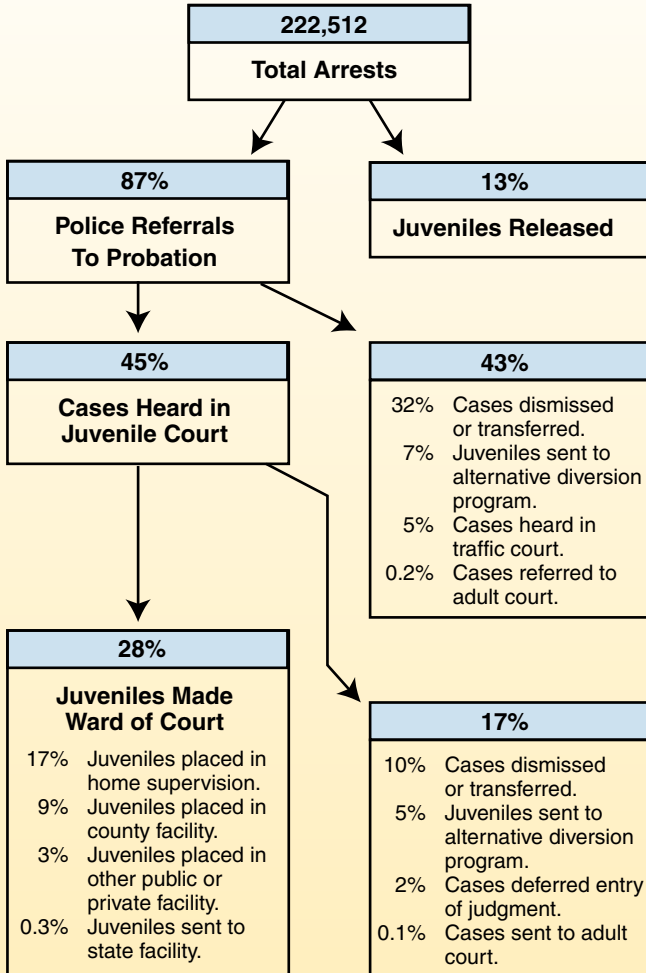 222,512
Total Arrests
87%
Police Referrals
To Probation
13%
Juveniles Released
45%
Cases Heard in
Juvenile Court
43%
32% Cases dismissed
or transferred.
7% Juveniles sent to
alternative diversion
program.
5% Cases heard in
traffic court.
0.2% Cases referred to
adult court.
28%
Juveniles Made
Ward of Court
17% Juveniles placed in
home supervision.
9% Juveniles placed in
county facility.
3% Juveniles placed in
other public or
private facility.
0.3% Juveniles sent to
state facility.
17%
10% Cases dismissed
or transferred.
5% Juveniles sent to
alternative diversion
program.
2% Cases deferred entry
of judgment.
0.1% Cases sent to adult
court.